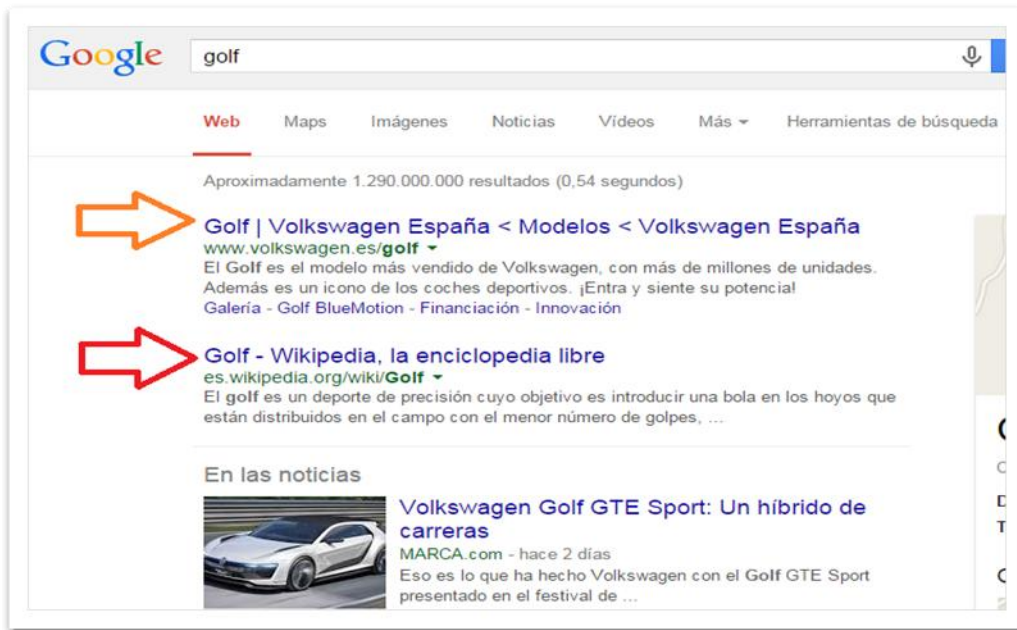 Google golf
Web Maps Imágenes Noticias Vídeos Más Herramientas de búsqueda
Aproximadamente 1.290.000.000 resultados (0,54 segundos)
Golf | Volkswagen España < Modelos < Volkswagen España
www.volkswagen.es/golf
El Golf es el modelo más vendido de Volkswagen, con más de millones de unidades.
Además es un icono de los coches deportivos. ¡Entra y siente su potencia!
Galería - Golf BlueMotion - Financiación - Innovación
Golf - Wikipedia, la enciclopedia libre
es.wikipedia.org/wiki/Golf
El golf es un deporte de precisión cuyo objetivo es introducir una bola en los hoyos que
están distribuidos en el campo con el menor número de golpes, ...
En las noticias
Volkswagen Golf GTE Sport: Un híbrido de
carreras
MARCA.com - hace 2 días
Eso es lo que ha hecho Volkswagen con el Golf GTE Sport
presentado en el festival de ...